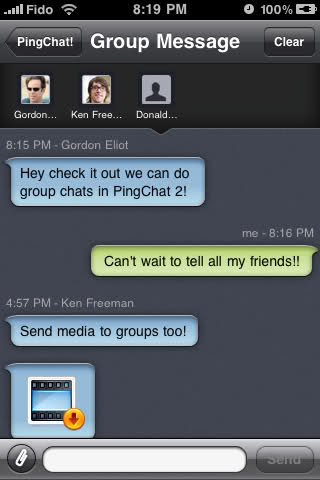 Fido 8:19 PM 100%
PingChat! Group Message Clear
Gordon... Ken Free... Donald...
8:15 PM - Gordon Eliot
Hey check it out we can do
group chats in PingChat 2!
me - 8:16 PM
Can't wait to tell all my friends!!
4:57 PM - Ken Freeman
Send media to groups too!
Send